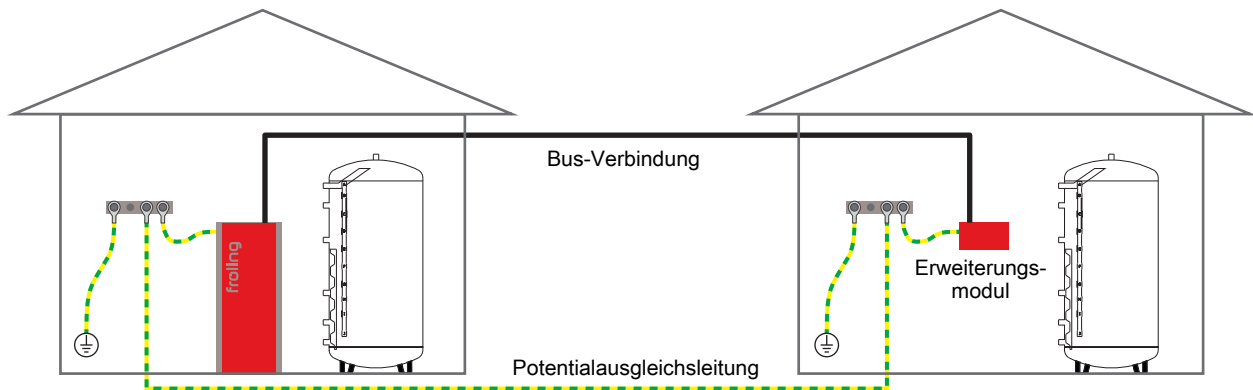 Bus-Verbindung
froling
Erweiterungs-
modul
Potentialausgleichsleitung